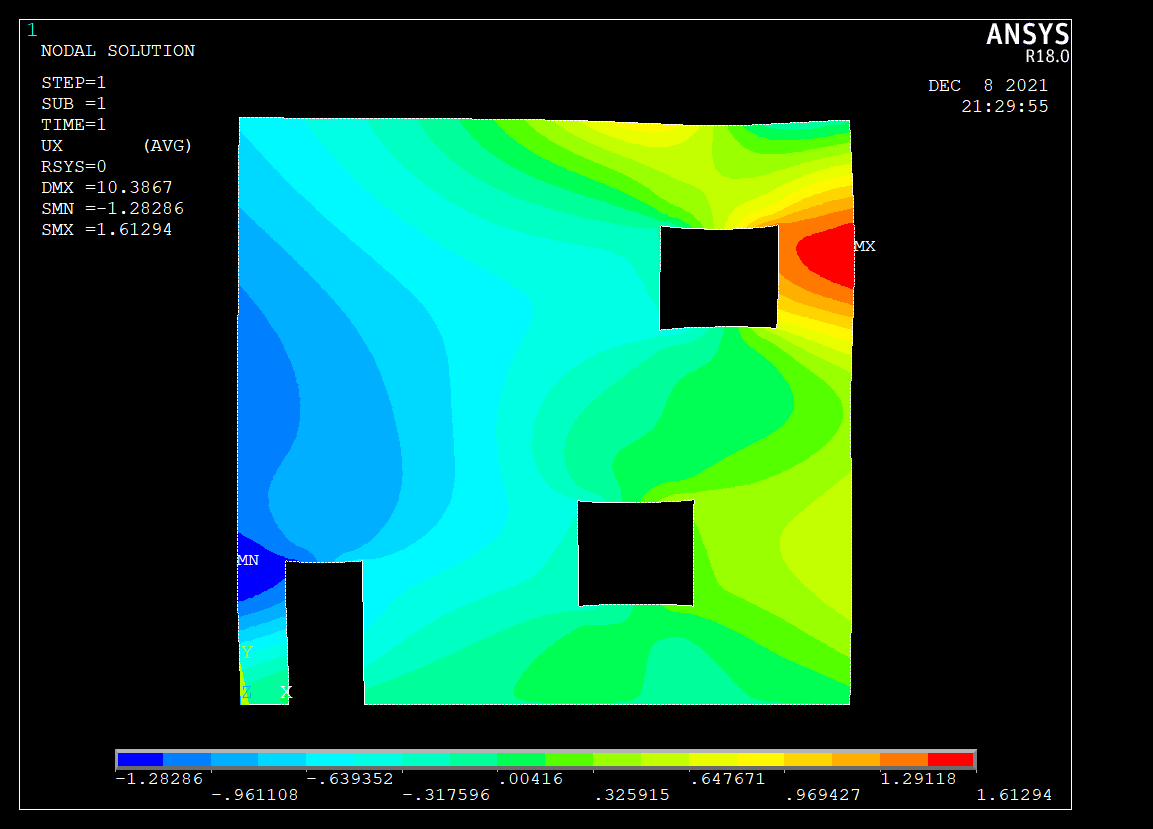 1
ANSYS
R18.0
NODAL SOLUTION
STEP=1
SUB =1
TIME=1
UX (AVG)
RSYS=0
DMX =10.3867
SMN =-1.28286
SMX =1.61294
DEC 8 2021
21:29:55
MX
MN
Y
Z X
-1.28286 -.639352 .00416 .647671 1.29118
-.961108 -.317596 .325915 .969427 1.61294